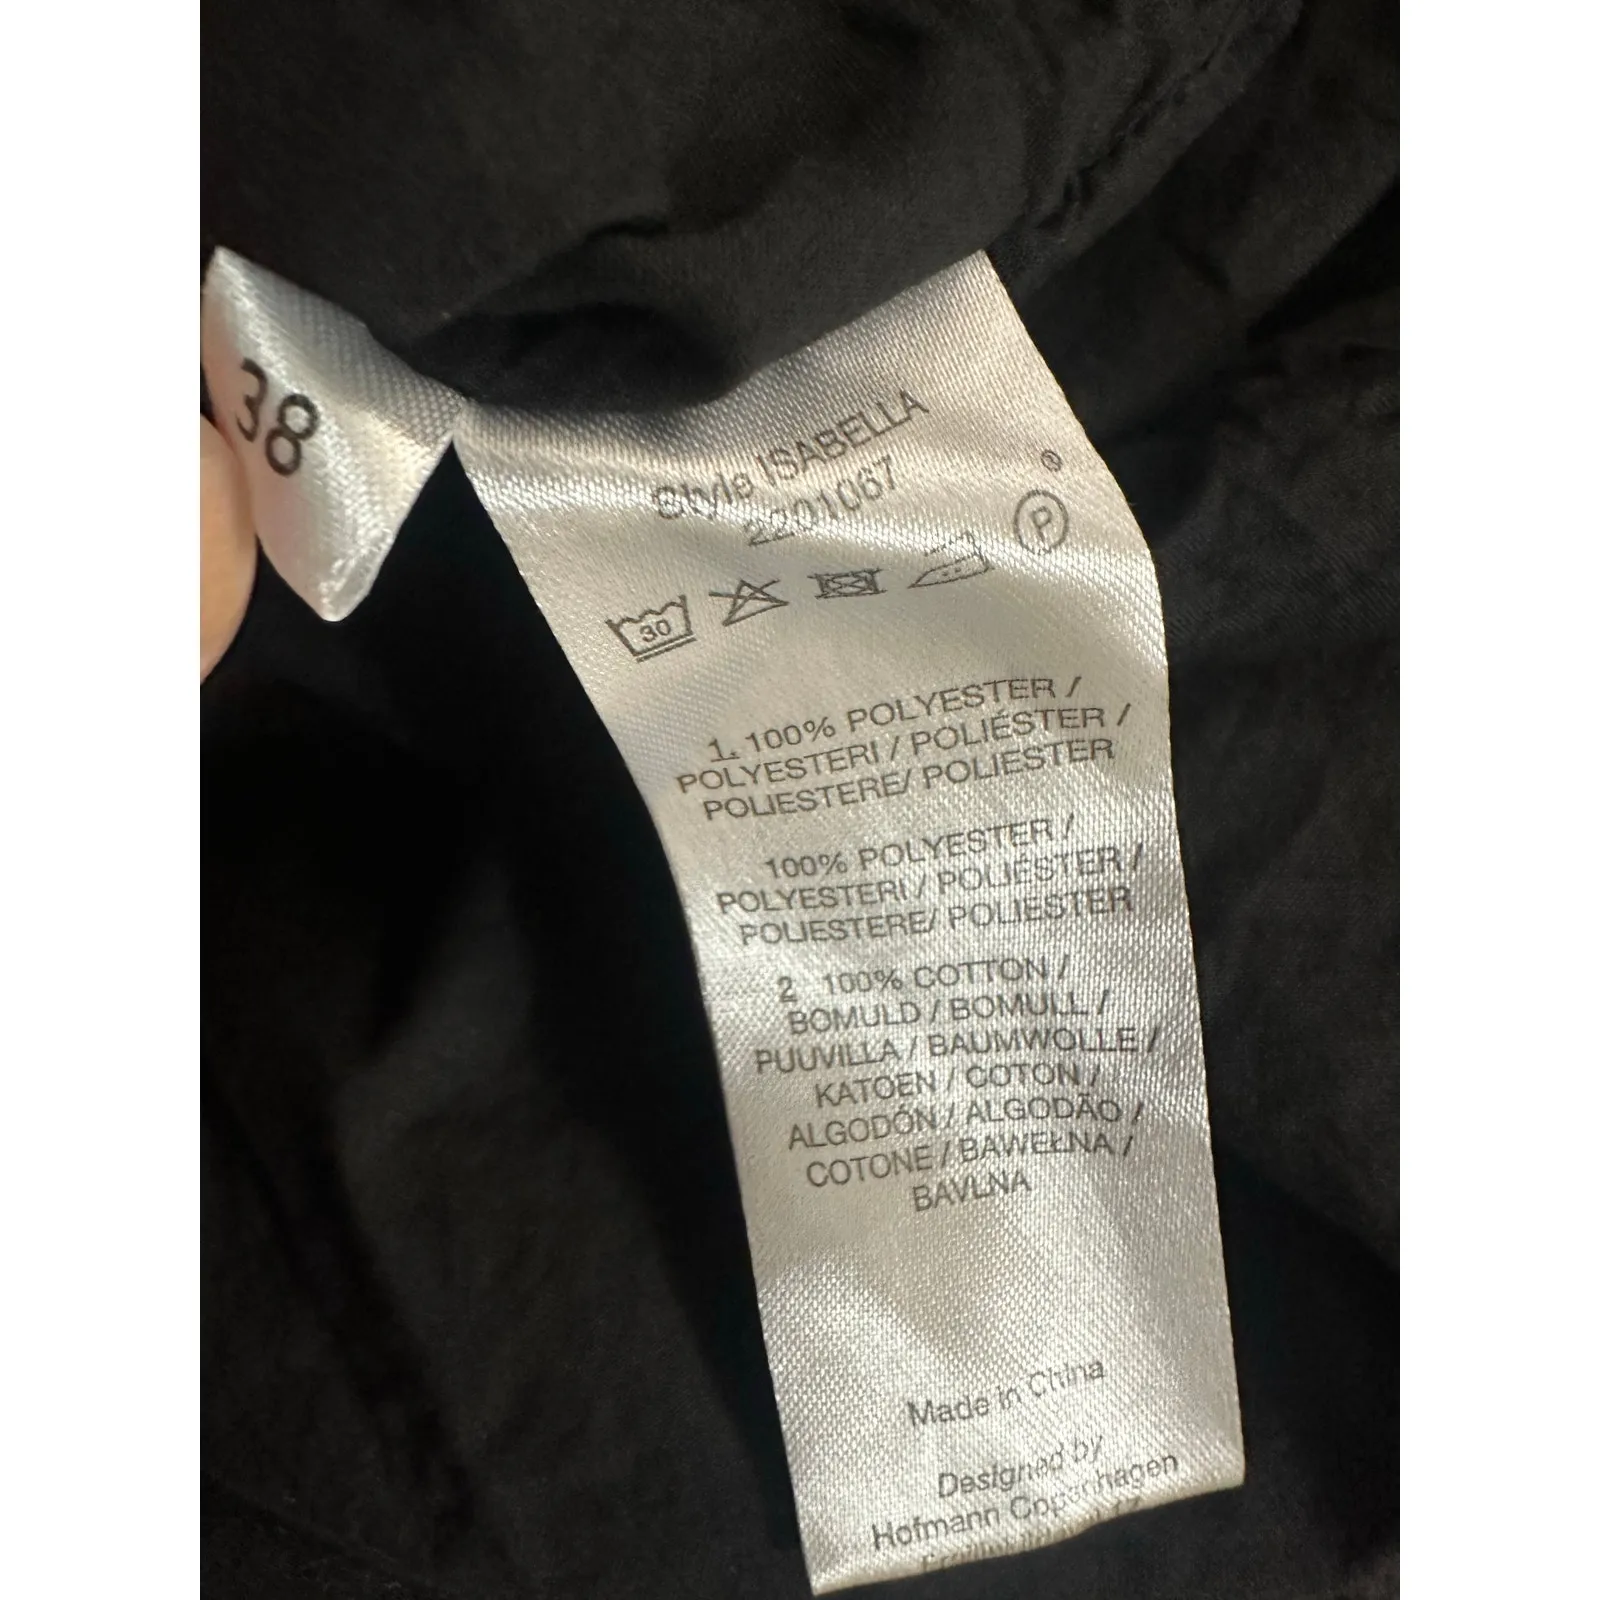 38
Style ISABELLA
2201067
P
30
1. 100% POLYESTER /
POLYESTERI / POLIÉSTER /
POLIESTERE/ POLIESTER
100% POLYESTER /
POLYESTERI / POLIÉSTER /
POLIESTERE/ POLIESTER
2 100% COTTON /
BOMULD / BOMULL /
PUUVILLA / BAUMWOLLE /
KATOEN / COTON /
ALGODÓN / ALGODÃO /
COTONE / BAWEŁNA /
BAVLNA
Made in China
Designed by
Hofmann Copenhagen